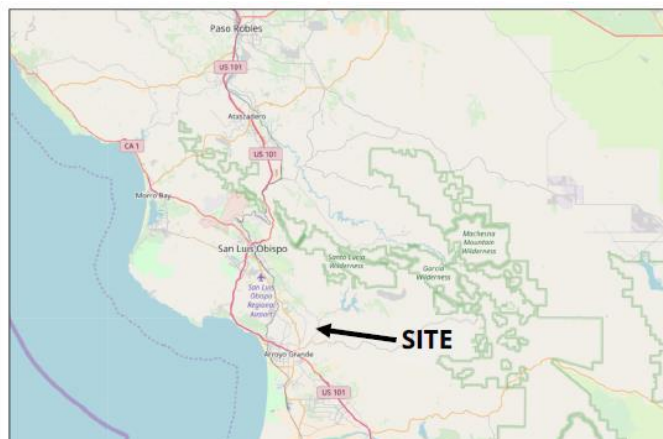 Paso Robles
US 101
Atascadero
US 101
CA 1
Morro Bay
San Luis Obispo
Santa Lucia
Wilderness
Garcia
Wilderness
Machesna
Mountain
Wilderness
San Luis
Obispo
Regional
Airport
SITE
Arroyo Grande
US 101